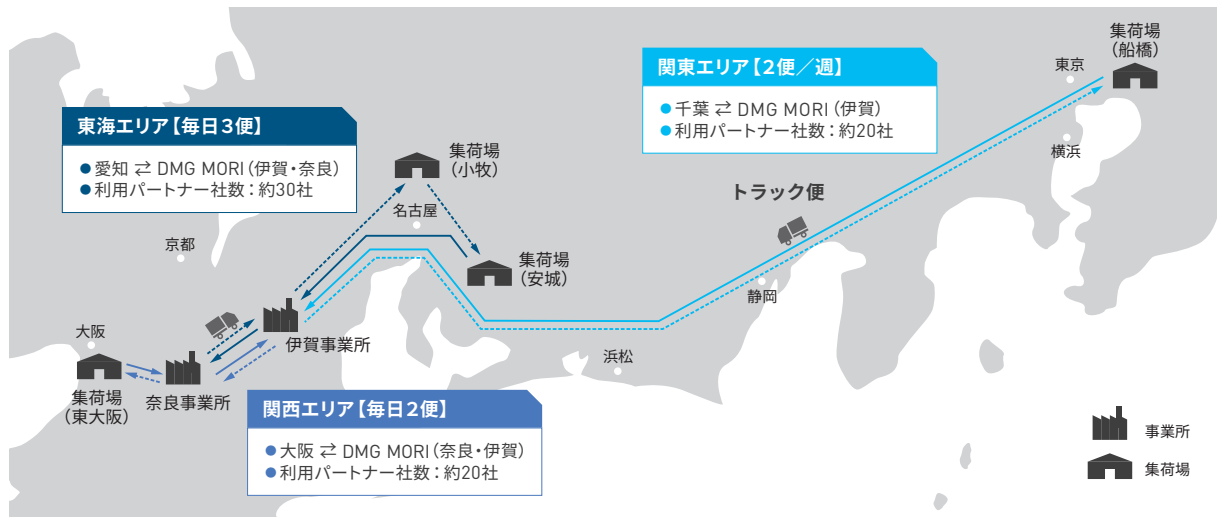 東海エリア【毎日3便】
●愛知 ⇄ DMG MORI（伊賀・奈良）
●利用パートナー社数：約30社
関東エリア【2便／週】
●千葉 ⇄ DMG MORI（伊賀）
●利用パートナー社数：約20社
集荷場
（船橋）
東京
横浜
集荷場
（小牧）
名古屋
トラック便
京都
集荷場
（安城）
静岡
大阪
伊賀事業所
浜松
集荷場
（東大阪）
奈良事業所
関西エリア【毎日2便】
●大阪 ⇄ DMG MORI（奈良・伊賀）
●利用パートナー社数：約20社
事業所
集荷場